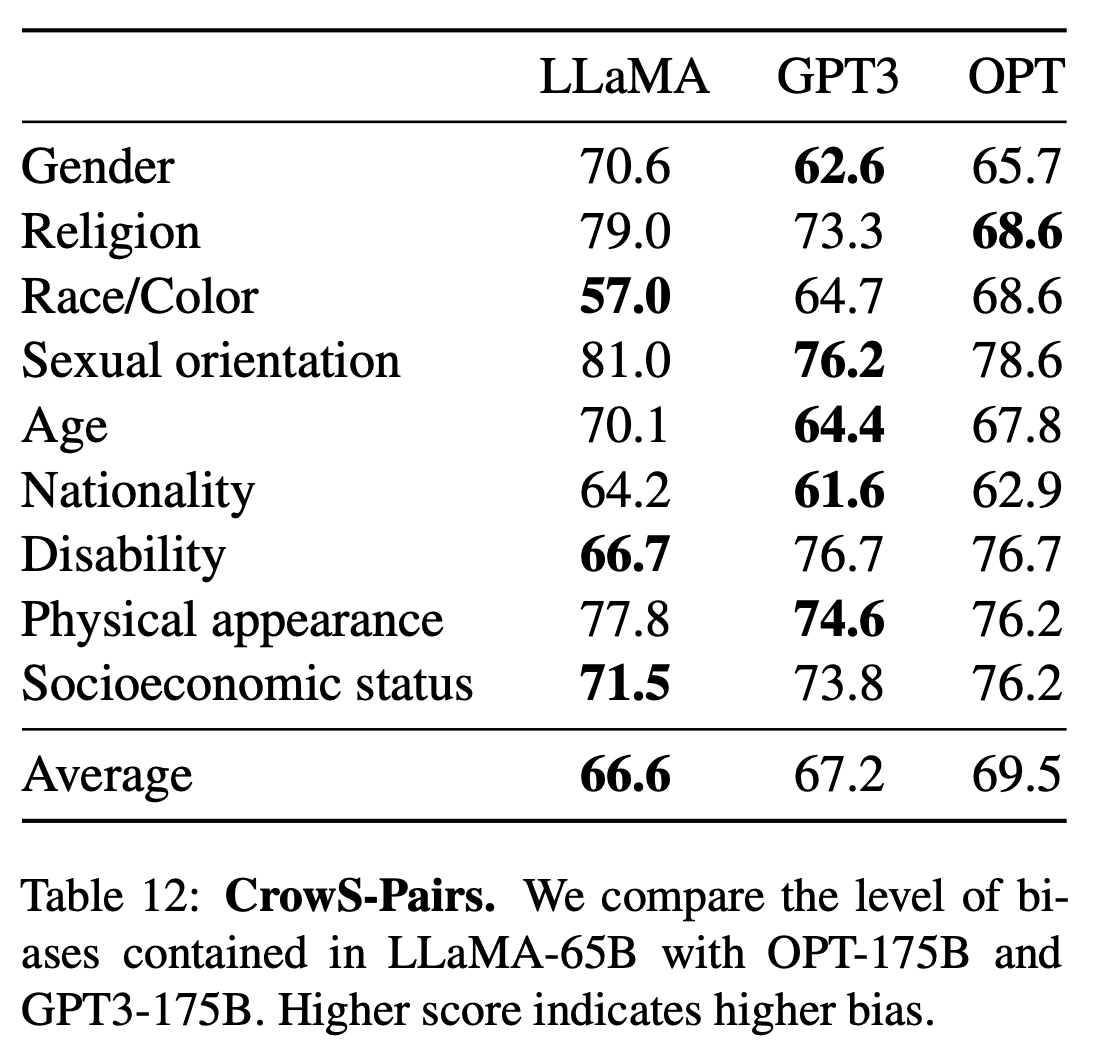 LLaMA GPT3 OPT
Gender 70.6 62.6 65.7
Religion 79.0 73.3 68.6
Race/Color 57.0 64.7 68.6
Sexual orientation 81.0 76.2 78.6
Age 70.1 64.4 67.8
Nationality 64.2 61.6 62.9
Disability 66.7 76.7 76.7
Physical appearance 77.8 74.6 76.2
Socioeconomic status 71.5 73.8 76.2
Average 66.6 67.2 69.5
Table 12: CrowS-Pairs. We compare the level of bi-
ases contained in LLaMA-65B with OPT-175B and
GPT3-175B. Higher score indicates higher bias.